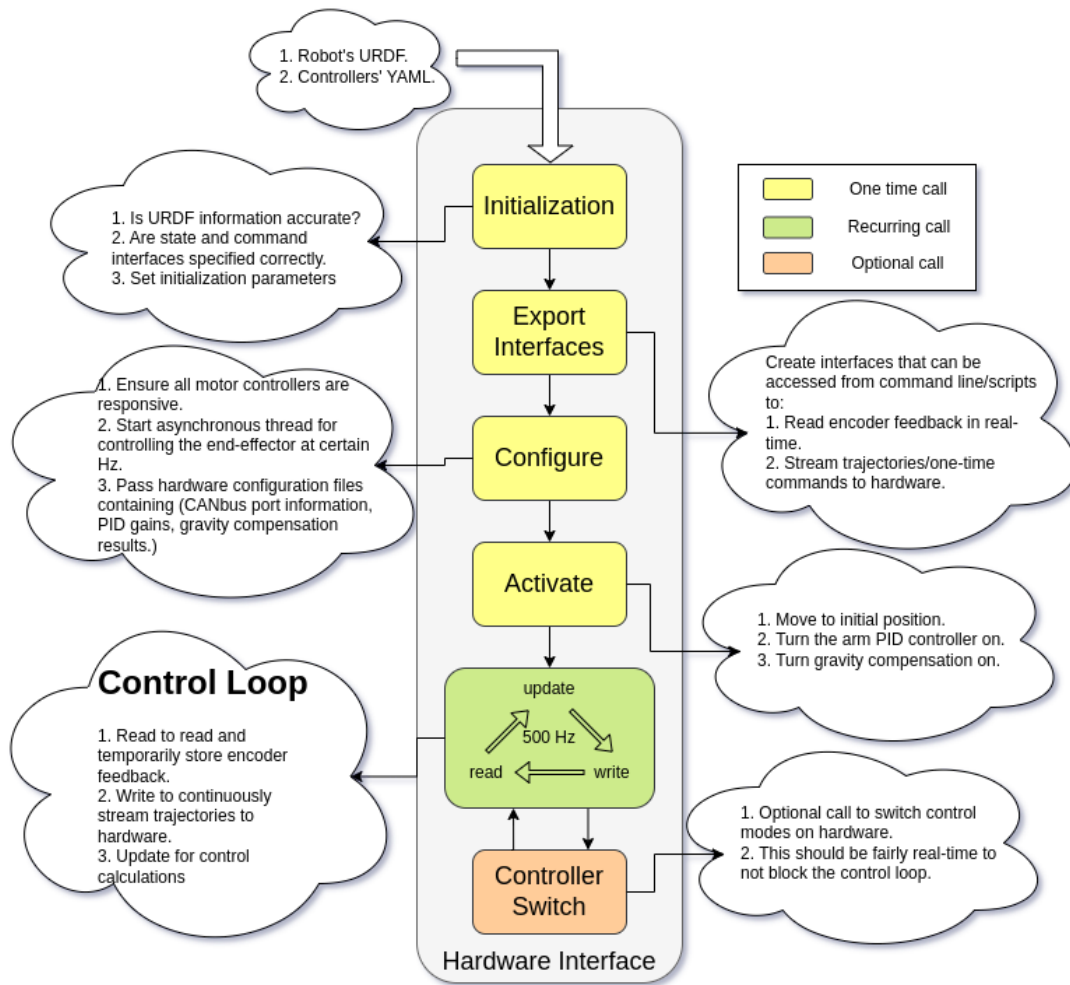 1. Robot's URDF.
2. Controllers' YAML.
Initialization
1. Is URDF information accurate?
2. Are state and command
interfaces specified correctly.
3. Set initialization parameters
One time call
Recurring call
Optional call
Export
Interfaces
Create interfaces that can be
accessed from command line/scripts
to:
1. Read encoder feedback in real-
time.
2. Stream trajectories/one-time
commands to hardware.
1. Ensure all motor controllers are
responsive.
2. Start asynchronous thread for
controlling the end-effector at certain
Hz.
3. Pass hardware configuration files
containing (CANbus port information,
PID gains, gravity compensation
results.)
Configure
Activate
1. Move to initial position.
2. Turn the arm PID controller on.
3. Turn gravity compensation on.
Control Loop
1. Read to read and
temporarily store encoder
feedback.
2. Write to continuously
stream trajectories to
hardware.
3. Update for control
calculations
update
500 Hz
read
write
Controller
Switch
1. Optional call to switch control
modes on hardware.
2. This should be fairly real-time to
not block the control loop.
Hardware Interface